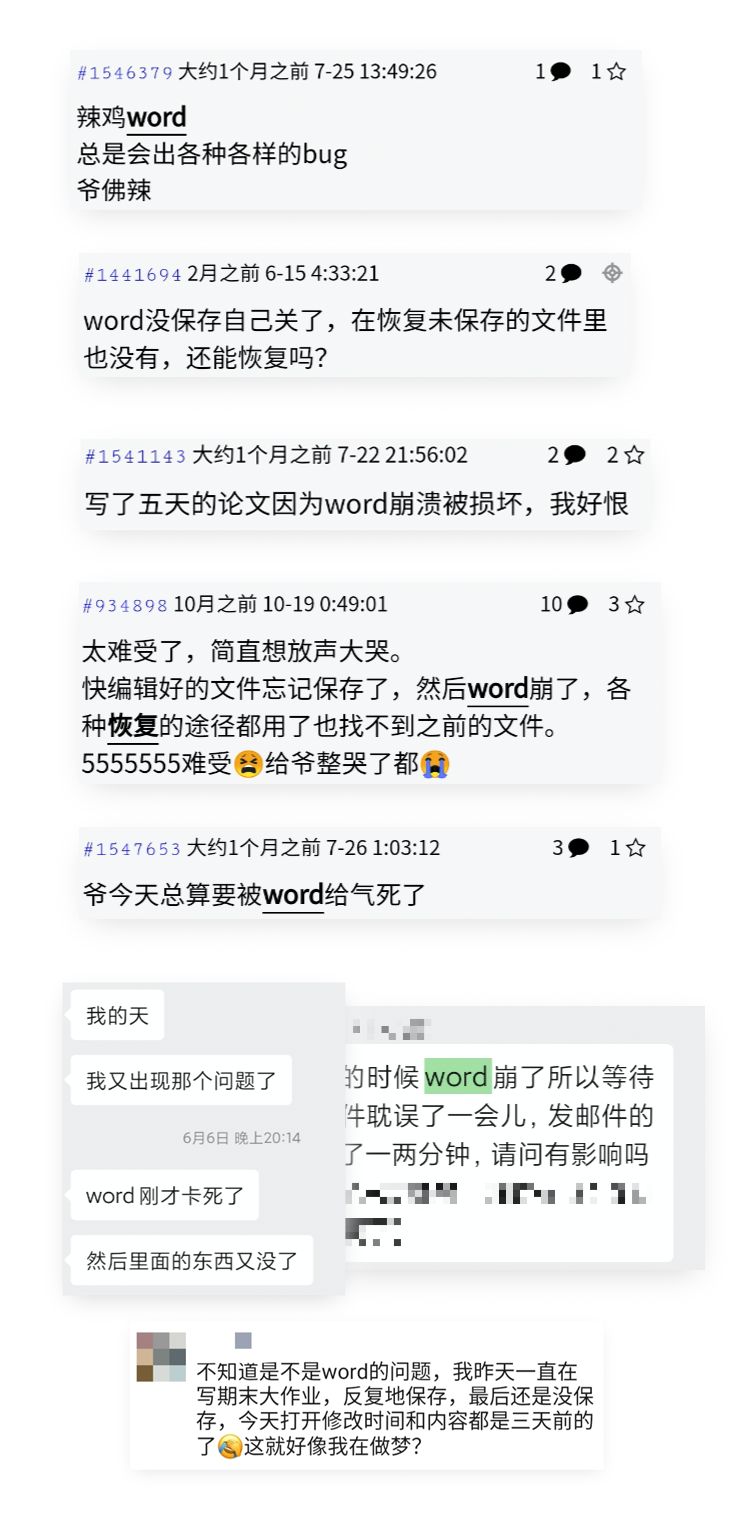 #1546379 大约1个月之前 7-25 13:49:26 1 1
辣鸡word
总是会出各种各样的bug
爷佛辣
#1441694 2月之前 6-15 4:33:21 2
word没保存自己关了，在恢复未保存的文件里
也没有，还能恢复吗？
#1541143 大约1个月之前 7-22 21:56:02 2 2
写了五天的论文因为word崩溃被损坏，我好恨
#934898 10月之前 10-19 0:49:01 10 3
太难受了，简直想放声大哭。
快编辑好的文件忘记保存了，然后word崩了，各
种恢复的途径都用了也找不到之前的文件。
5555555难受😫给爷整哭了都😭
#1547653 大约1个月之前 7-26 1:03:12 3 1
爷今天总算要被word给气死了
我的天
我又出现那个问题了
6月6日 晚上20:14
word刚才卡死了
然后里面的东西又没了
的时候word崩了所以等待
件耽误了一会儿，发邮件的
了一两分钟，请问有影响吗
不知道是不是word的问题，我昨天一直在
写期末大作业，反复地保存，最后还是没保
存，今天打开修改时间和内容都是三天前的
了这就好像我在做梦？